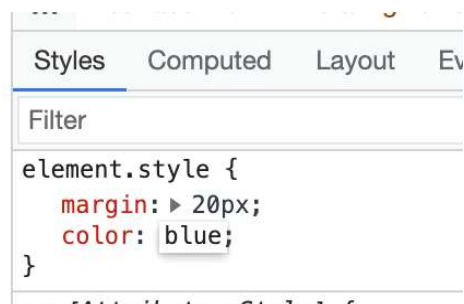 Styles Computed Layout
Filter
element.style {
margin: 20px;
color: blue;
}